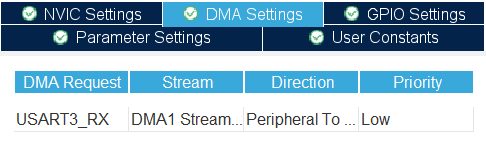 NVIC Settings DMA Settings GPIO Settings
Parameter Settings User Constants
DMA Request Stream Direction Priority
USART3_RX DMA1 Stream... Peripheral To ... Low